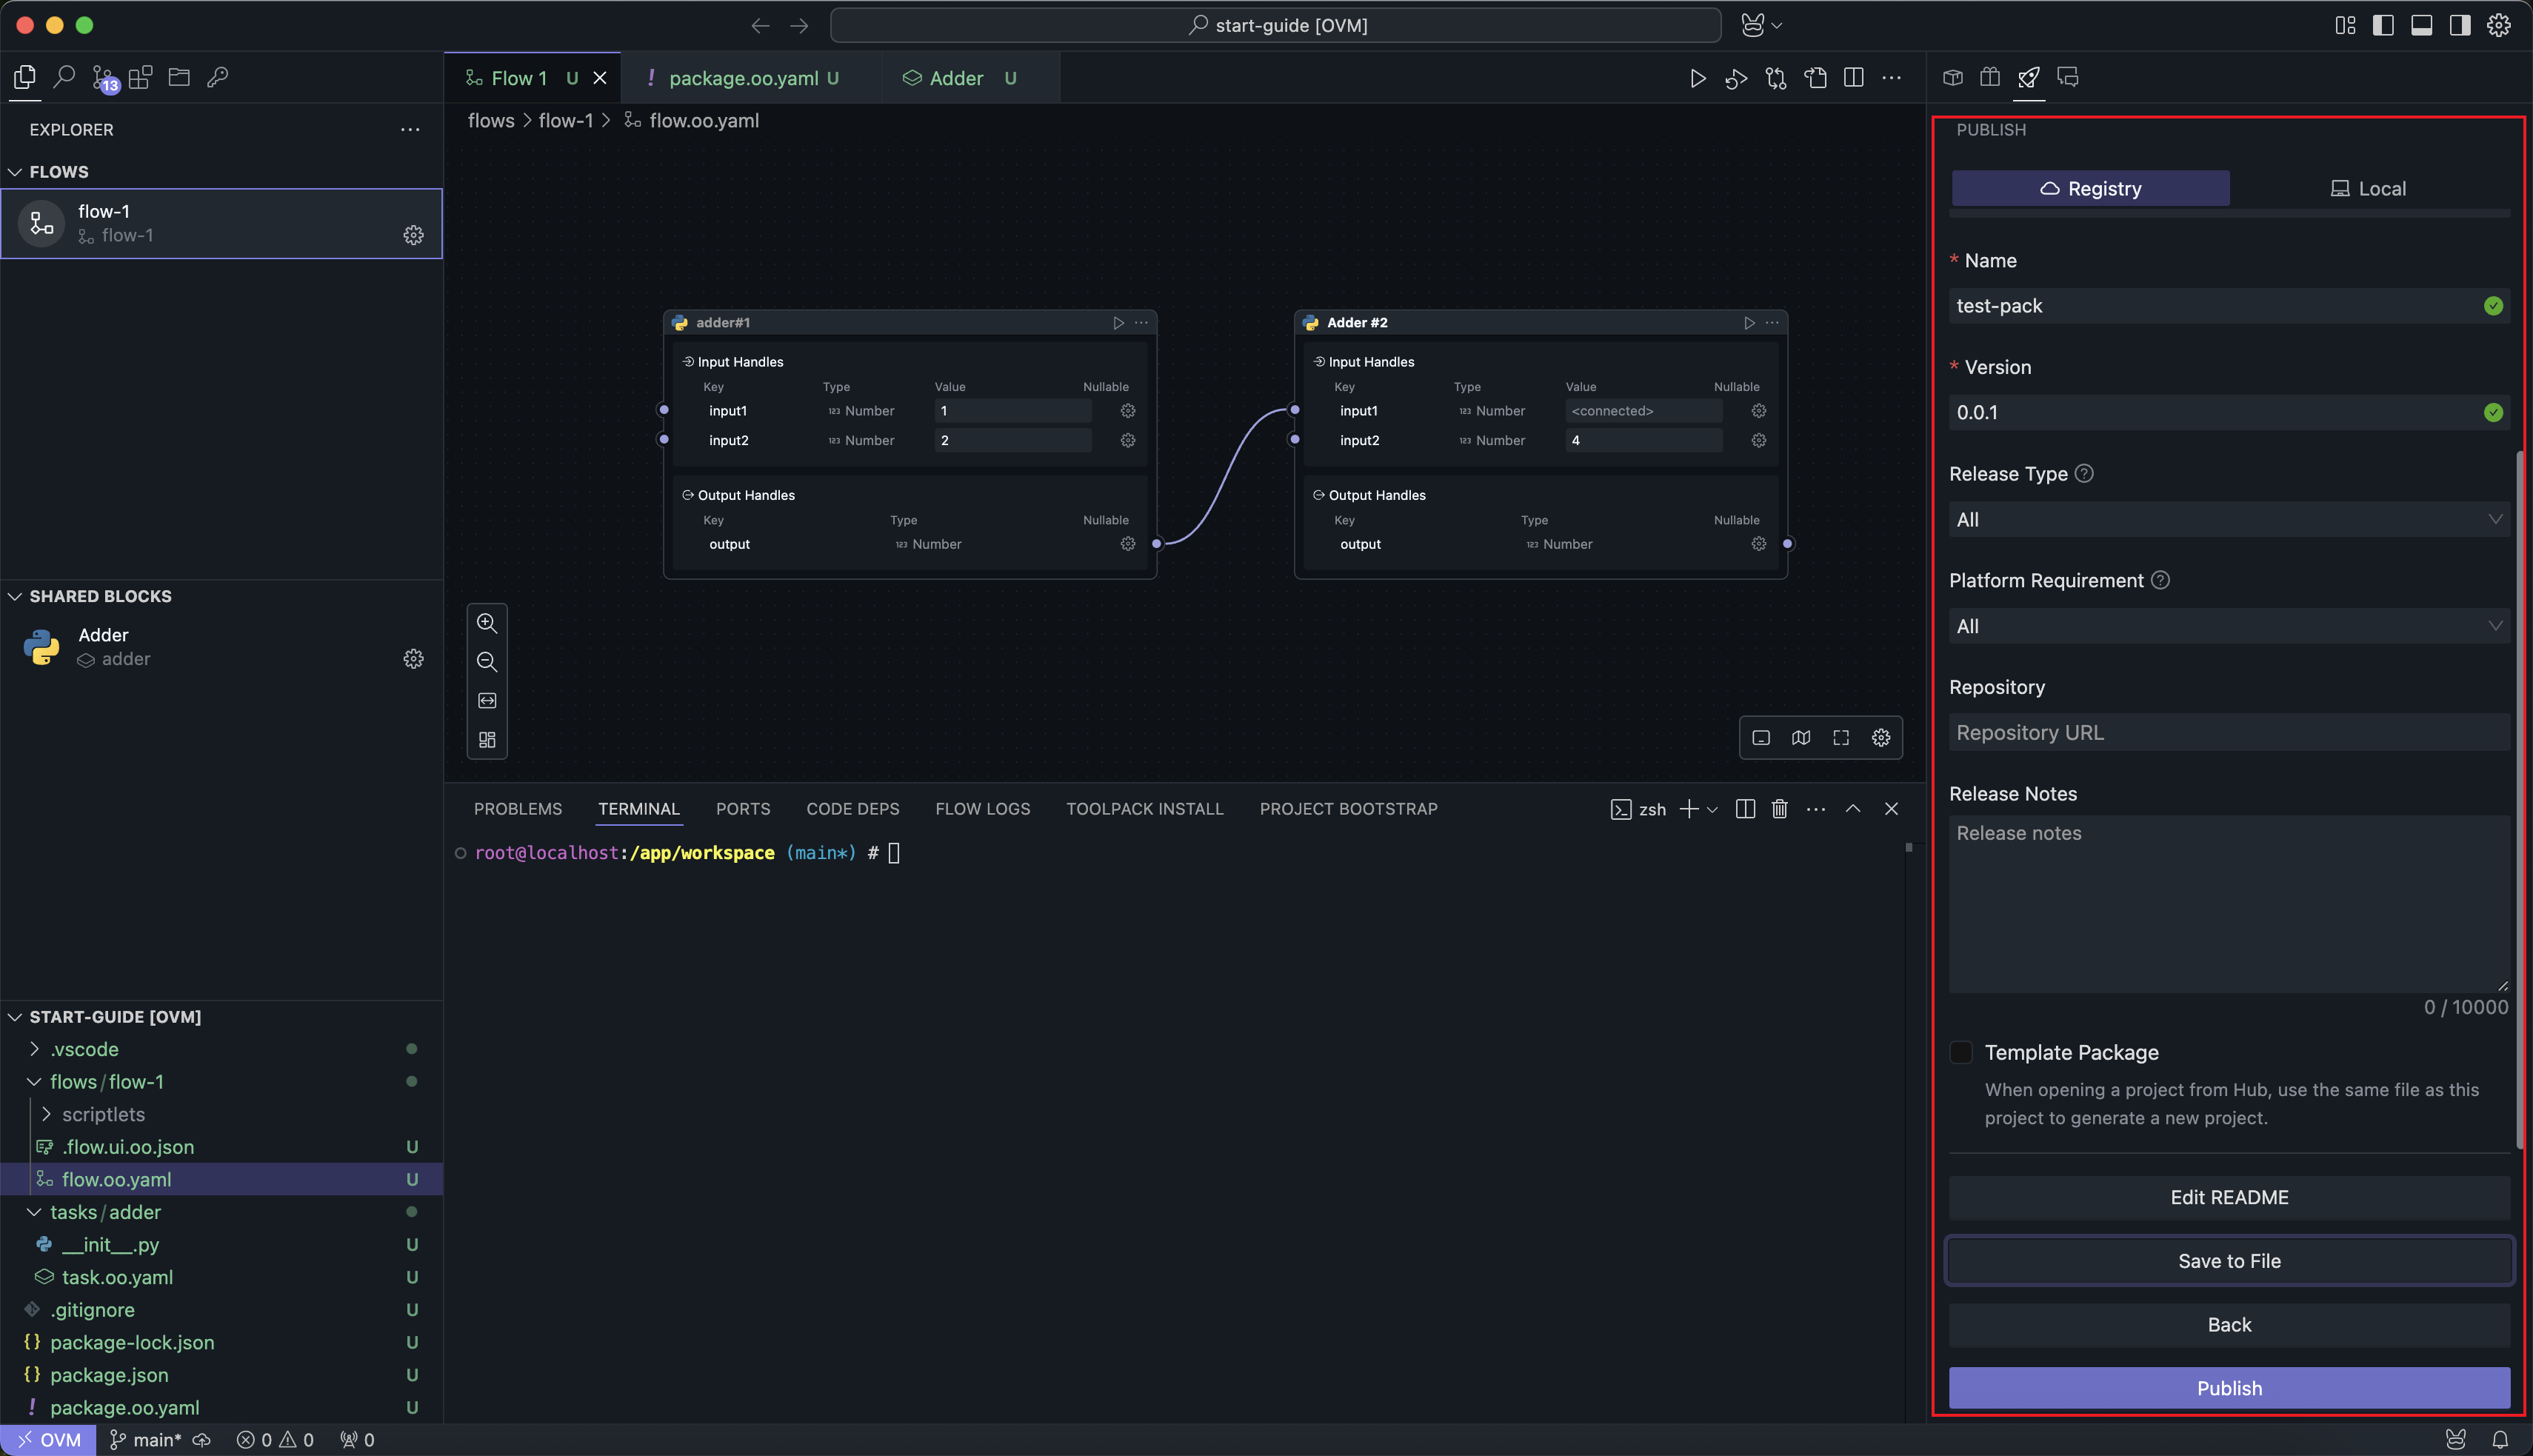 start-guide [OVM]
13
EXPLORER
FLOWS
flow-1
flow-1
SHARED BLOCKS
Adder
adder
START-GUIDE [OVM]
.vscode
flows/flow-1
scriptlets
.flow.ui.oo.json U
flow.oo.yaml U
tasks/adder
__init__.py U
task.oo.yaml U
.gitignore U
{} package-lock.json U
{} package.json U
! package.oo.yaml U
Flow 1 U
! package.oo.yaml U
Adder U
flows > flow-1 > flow.oo.yaml
adder#1
Input Handles
Key Type Value Nullable
input1 123 Number 1
input2 123 Number 2
Output Handles
Key Type Nullable
output 123 Number
Adder #2
Input Handles
Key Type Value Nullable
input1 123 Number <connected>
input2 123 Number 4
Output Handles
Key Type Nullable
output 123 Number
PROBLEMS TERMINAL PORTS CODE DEPS FLOW LOGS TOOLPACK INSTALL PROJECT BOOTSTRAP
zsh
root@localhost:/app/workspace (main*) #
PUBLISH
Registry Local
* Name
test-pack
* Version
0.0.1
Release Type ?
All
Platform Requirement ?
All
Repository
Repository URL
Release Notes
Release notes
0 / 10000
Template Package
When opening a project from Hub, use the same file as this
project to generate a new project.
Edit README
Save to File
Back
Publish
OVM main* 0 0 0